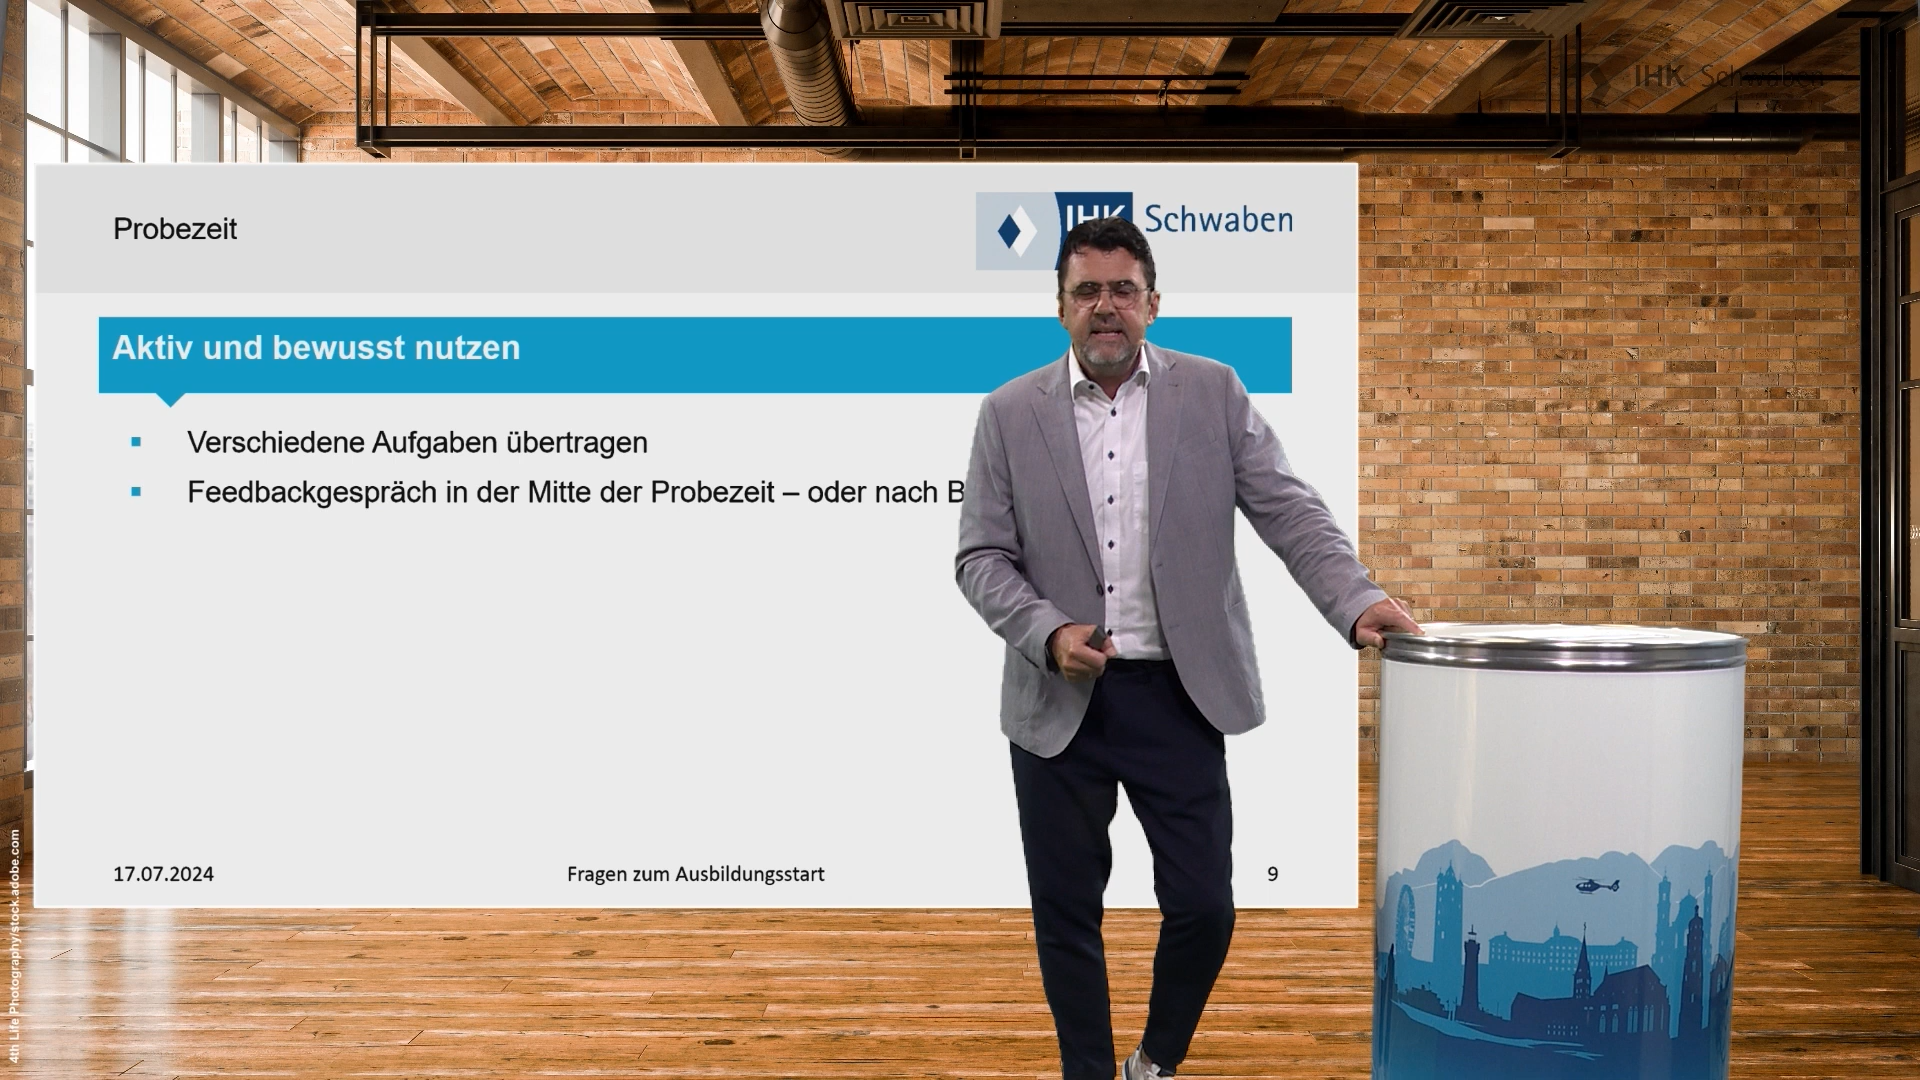 IHK Schwaben
Probezeit
IHK Schwaben
Aktiv und bewusst nutzen
Verschiedene Aufgaben übertragen
Feedbackgespräch in der Mitte der Probezeit – oder nach
17.07.2024
Fragen zum Ausbildungsstart
9
4th Life Photography/stock.adobe.com